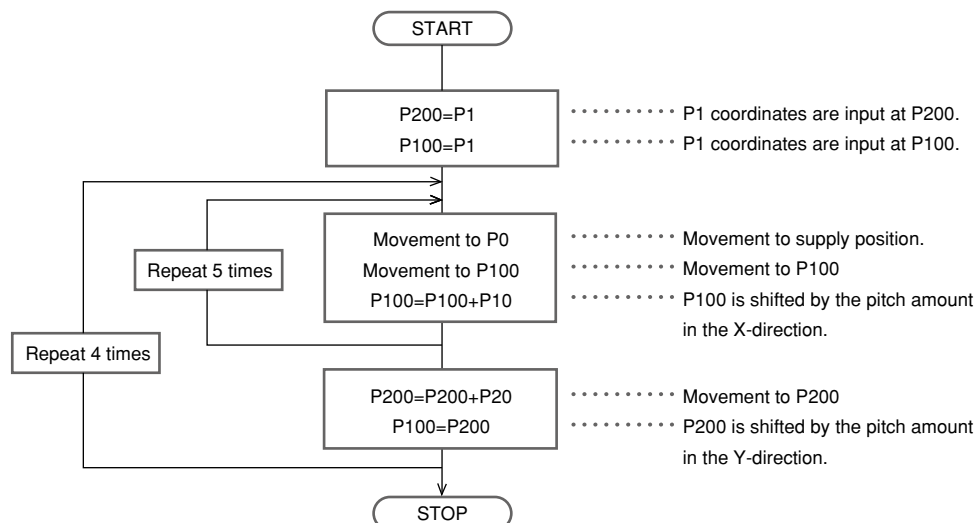 START
P200=P1
P1 coordinates are input at P200.
P100=P1
P1 coordinates are input at P100.
Movement to P0
Movement to supply position.
Repeat 5 times
Movement to P100
Movement to P100
P100=P100+P10
P100 is shifted by the pitch amount
in the X-direction.
Repeat 4 times
P200=P200+P20
Movement to P200
P100=P200
P200 is shifted by the pitch amount
in the Y-direction.
STOP